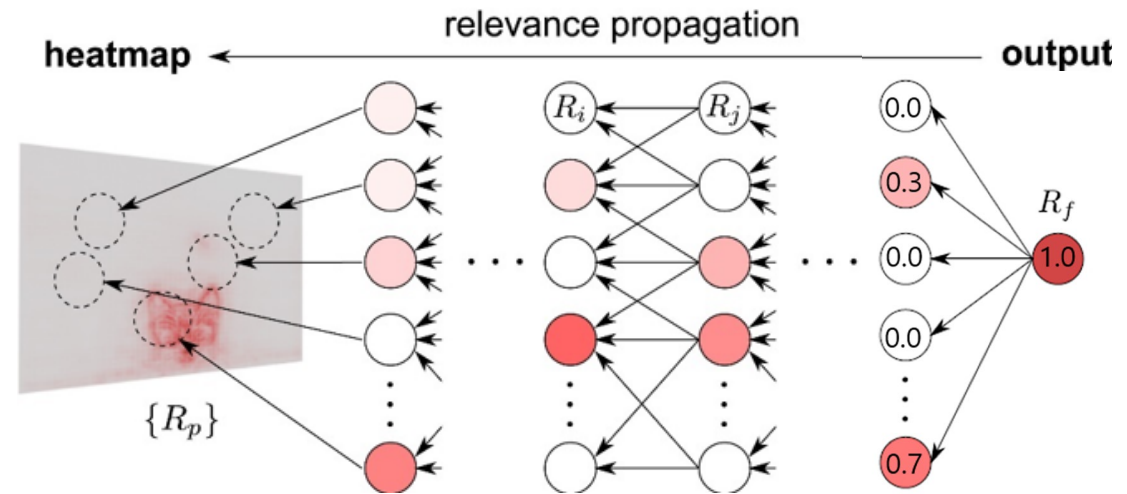 relevance propagation
heatmap
output
R_i
R_j
0.0
0.3
R_f
0.0
1.0
0.0
{R_p}
0.7